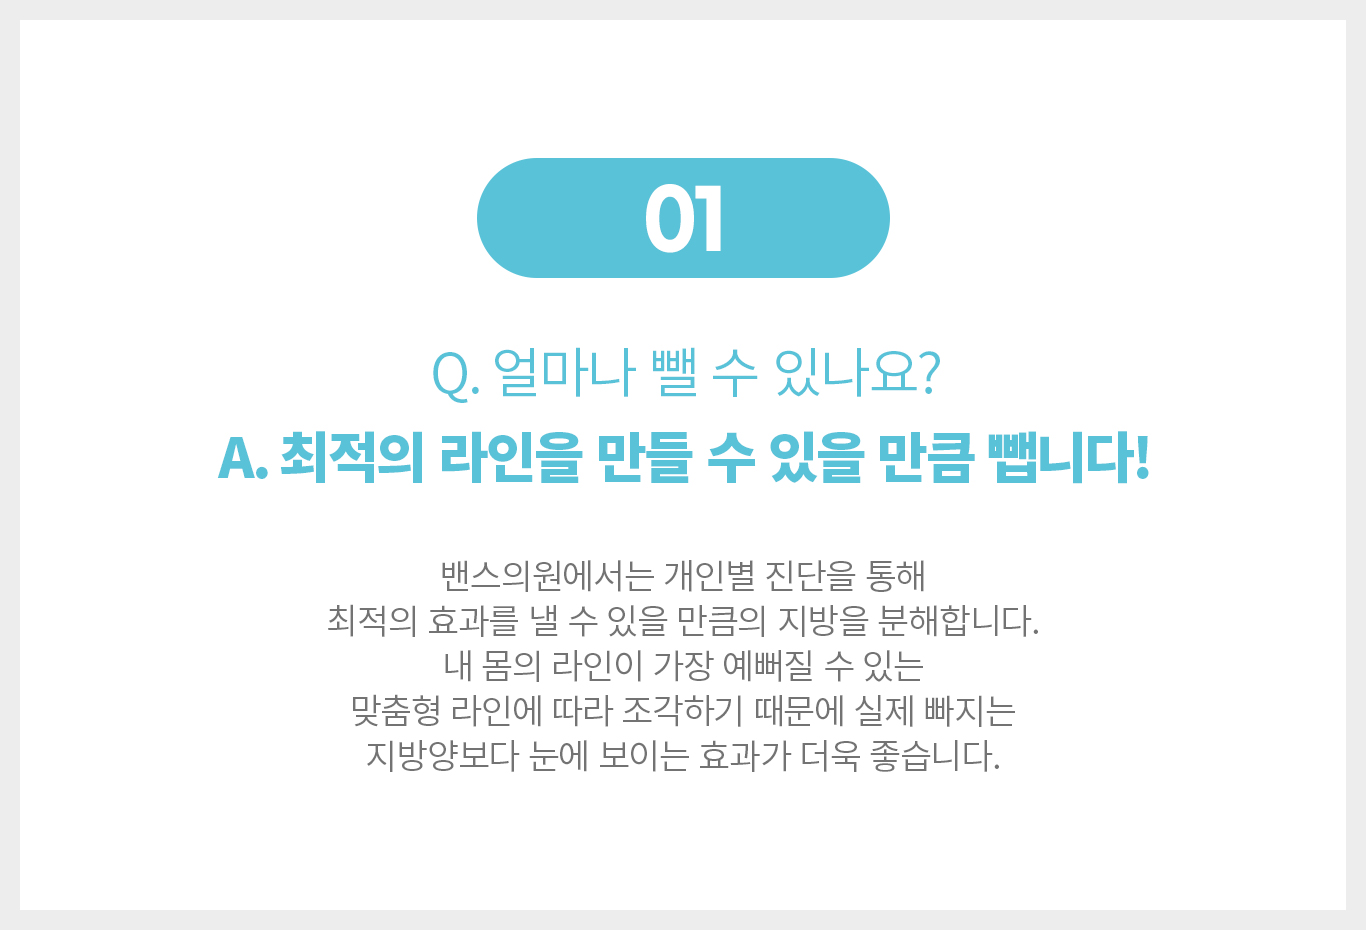 01
Q. 얼마나 뺄 수 있나요?
A. 최적의 라인을 만들 수 있을 만큼 뺍니다!
밴스의원에서는 개인별 진단을 통해
최적의 효과를 낼 수 있을 만큼의 지방을 분해합니다.
내 몸의 라인이 가장 예뻐질 수 있는
맞춤형 라인에 따라 조각하기 때문에 실제 빠지는
지방양보다 눈에 보이는 효과가 더욱 좋습니다.